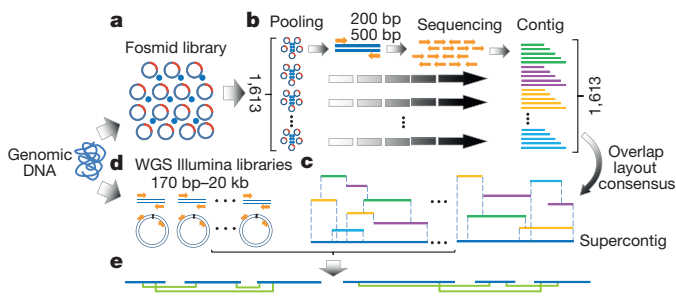 a
Fosmid library
b
Pooling
200 bp
500 bp
Sequencing
Contig
1,613
1,613
Genomic
DNA
d
WGS Illumina libraries
170 bp–20 kb
c
Overlap
layout
consensus
Supercontig
e